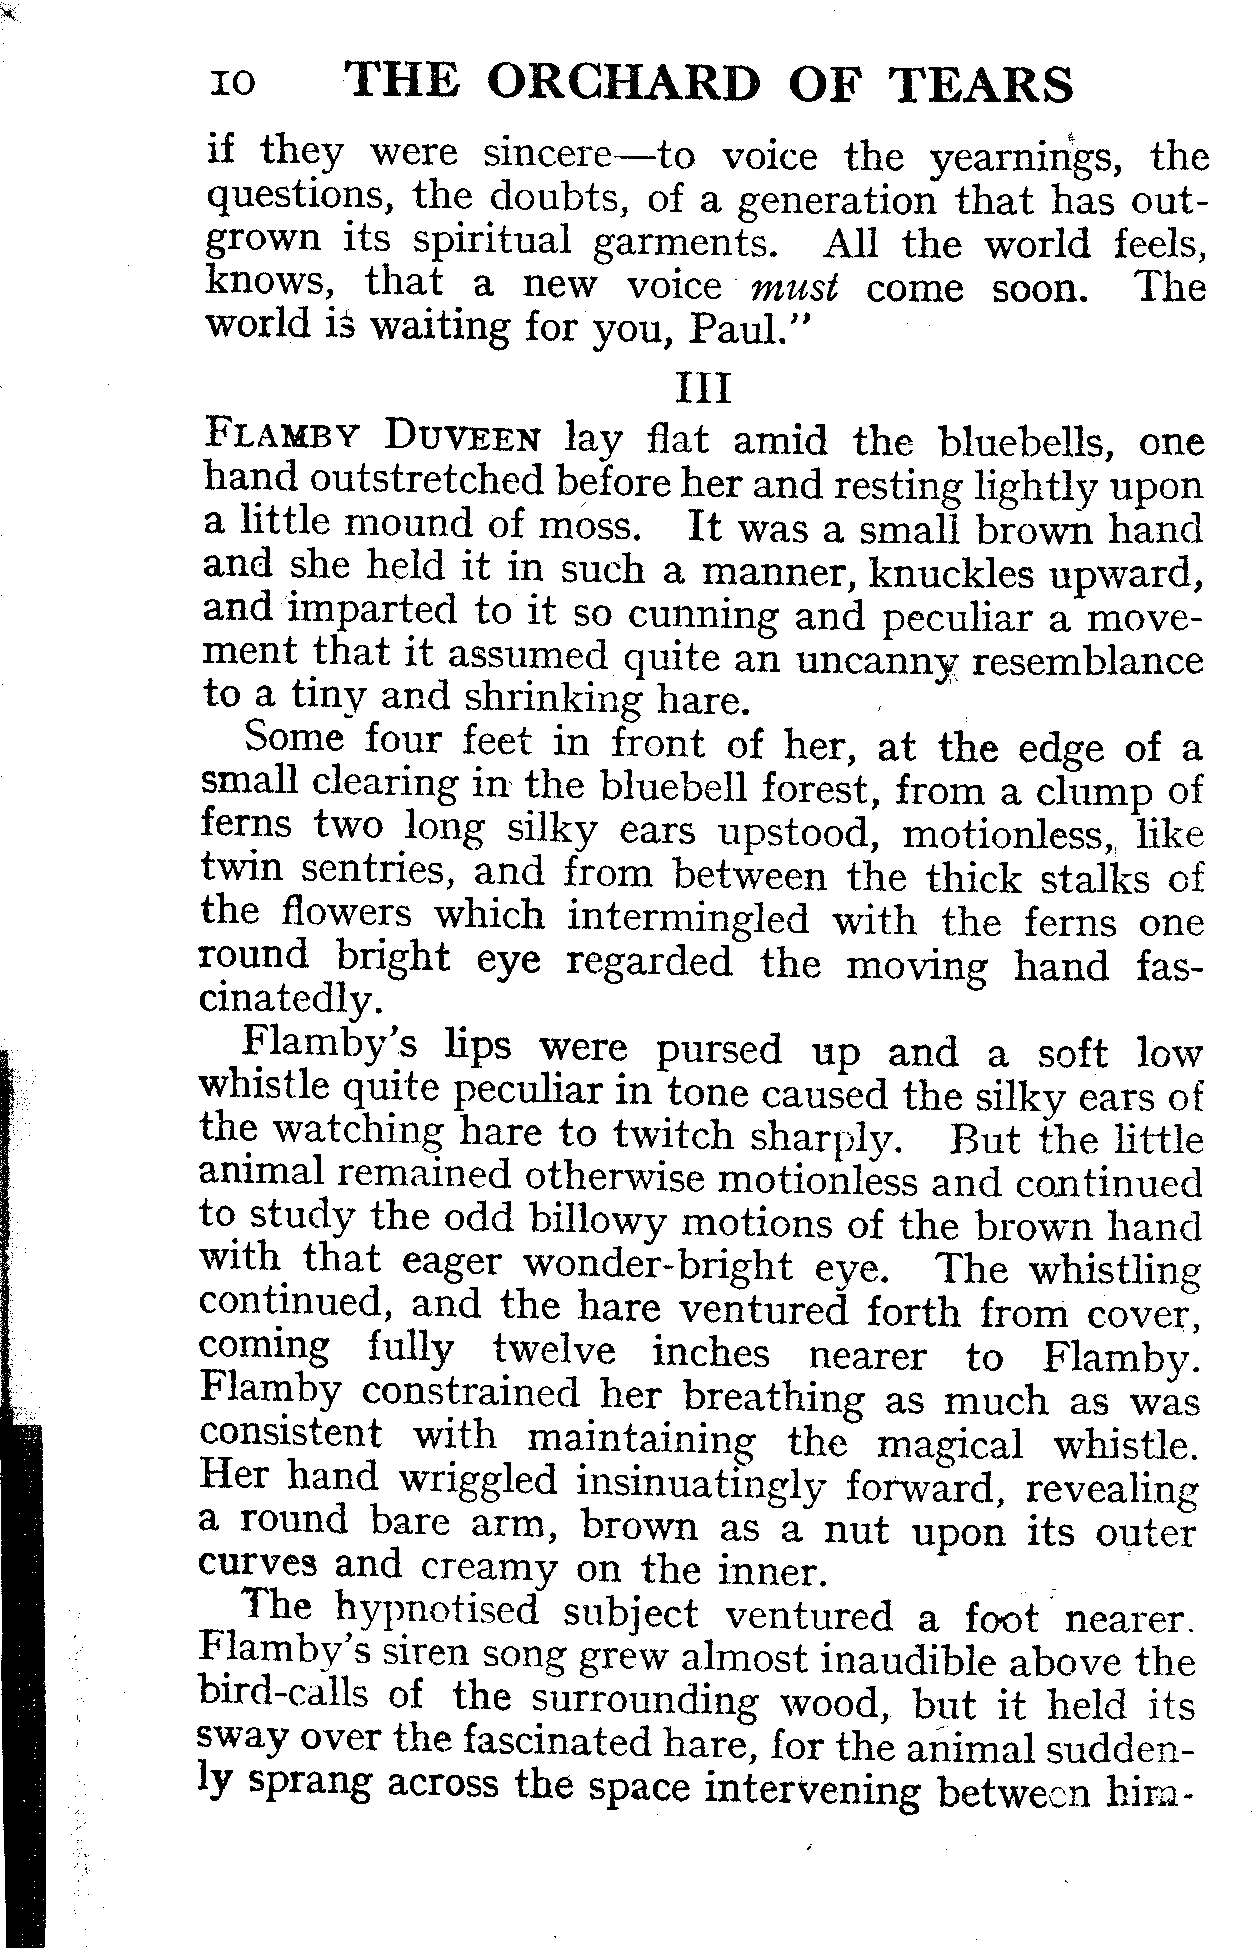 10 THE ORCHARD OF TEARS
if they were sincere—to voice the yearnings, the
questions, the doubts, of a generation that has out-
grown its spiritual garments. All the world feels,
knows, that a new voice must come soon. The
world is waiting for you, Paul."
III
FLAMBY DUVEEN lay flat amid the bluebells, one
hand outstretched before her and resting lightly upon
a little mound of moss. It was a small brown hand
and she held it in such a manner, knuckles upward,
and imparted to it so cunning and peculiar a move-
ment that it assumed quite an uncanny resemblance
to a tiny and shrinking hare.
Some four feet in front of her, at the edge of a
small clearing in the bluebell forest, from a clump of
ferns two long silky ears upstood, motionless, like
twin sentries, and from between the thick stalks of
the flowers which intermingled with the ferns one
round bright eye regarded the moving hand fas-
cinatedly.
Flamby's lips were pursed up and a soft low
whistle quite peculiar in tone caused the silky ears of
the watching hare to twitch sharply. But the little
animal remained otherwise motionless and continued
to study the odd billowy motions of the brown hand
with that eager wonder-bright eye. The whistling
continued, and the hare ventured forth from cover,
coming fully twelve inches nearer to Flamby.
Flamby constrained her breathing as much as was
consistent with maintaining the magical whistle.
Her hand wriggled insinuatingly forward, revealing
a round bare arm, brown as a nut upon its outer
curves and creamy on the inner.
The hypnotised subject ventured a foot nearer.
Flamby's siren song grew almost inaudible above the
bird-calls of the surrounding wood, but it held its
sway over the fascinated hare, for the animal sudden-
ly sprang across the space intervening between him-